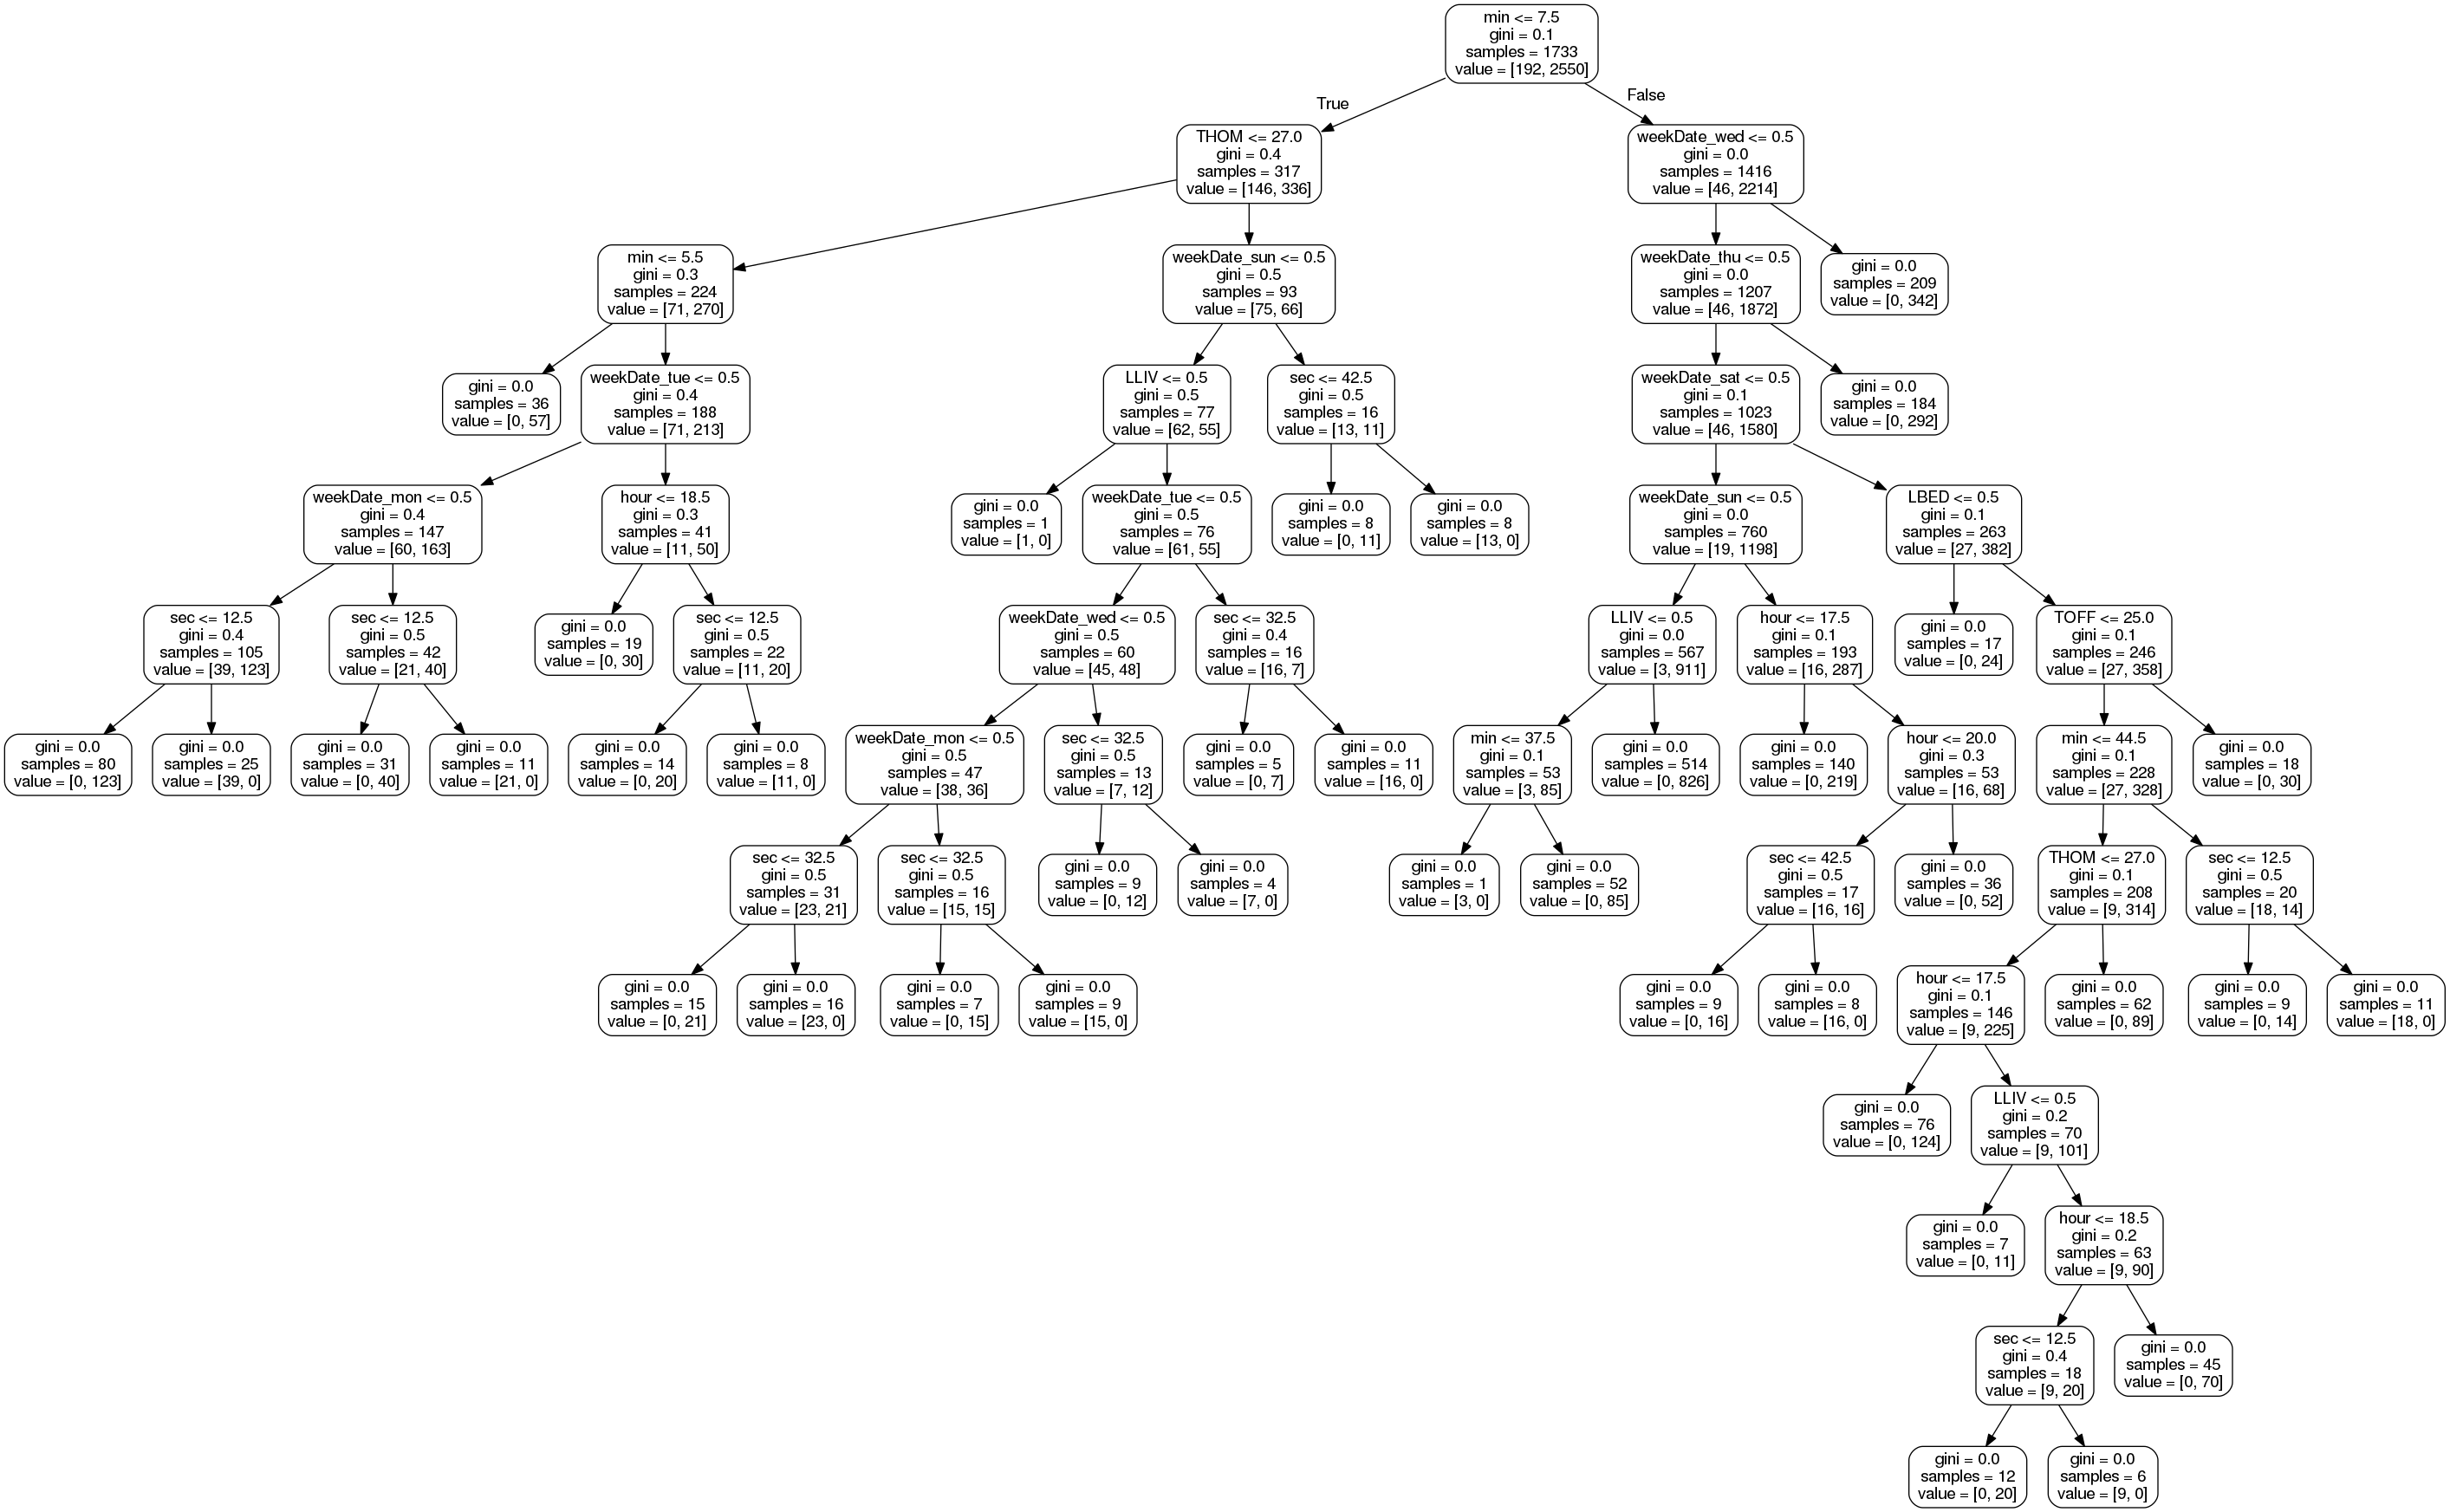 min <= 7.5
gini = 0.1
samples = 1733
value = [192, 2550]
True
False
THOM <= 27.0
gini = 0.4
samples = 317
value = [146, 336]
weekDate_wed <= 0.5
gini = 0.0
samples = 1416
value = [46, 2214]
min <= 5.5
gini = 0.3
samples = 224
value = [71, 270]
weekDate_sun <= 0.5
gini = 0.5
samples = 93
value = [75, 66]
weekDate_thu <= 0.5
gini = 0.0
samples = 1207
value = [46, 1872]
gini = 0.0
samples = 209
value = [0, 342]
gini = 0.0
samples = 36
value = [0, 57]
weekDate_tue <= 0.5
gini = 0.4
samples = 188
value = [71, 213]
LLIV <= 0.5
gini = 0.5
samples = 77
value = [62, 55]
sec <= 42.5
gini = 0.5
samples = 16
value = [13, 11]
weekDate_sat <= 0.5
gini = 0.1
samples = 1023
value = [46, 1580]
gini = 0.0
samples = 184
value = [0, 292]
weekDate_mon <= 0.5
gini = 0.4
samples = 147
value = [60, 163]
hour <= 18.5
gini = 0.3
samples = 41
value = [11, 50]
gini = 0.0
samples = 1
value = [1, 0]
weekDate_tue <= 0.5
gini = 0.5
samples = 76
value = [61, 55]
gini = 0.0
samples = 8
value = [0, 11]
gini = 0.0
samples = 8
value = [13, 0]
weekDate_sun <= 0.5
gini = 0.0
samples = 760
value = [19, 1198]
LBED <= 0.5
gini = 0.1
samples = 263
value = [27, 382]
sec <= 12.5
gini = 0.4
samples = 105
value = [39, 123]
sec <= 12.5
gini = 0.5
samples = 42
value = [21, 40]
gini = 0.0
samples = 19
value = [0, 30]
sec <= 12.5
gini = 0.5
samples = 22
value = [11, 20]
weekDate_wed <= 0.5
gini = 0.5
samples = 60
value = [45, 48]
sec <= 32.5
gini = 0.4
samples = 16
value = [16, 7]
LLIV <= 0.5
gini = 0.0
samples = 567
value = [3, 911]
hour <= 17.5
gini = 0.1
samples = 193
value = [16, 287]
gini = 0.0
samples = 17
value = [0, 24]
TOFF <= 25.0
gini = 0.1
samples = 246
value = [27, 358]
gini = 0.0
samples = 80
value = [0, 123]
gini = 0.0
samples = 25
value = [39, 0]
gini = 0.0
samples = 31
value = [0, 40]
gini = 0.0
samples = 11
value = [21, 0]
gini = 0.0
samples = 14
value = [0, 20]
gini = 0.0
samples = 8
value = [11, 0]
weekDate_mon <= 0.5
gini = 0.5
samples = 47
value = [38, 36]
sec <= 32.5
gini = 0.5
samples = 13
value = [7, 12]
gini = 0.0
samples = 5
value = [0, 7]
gini = 0.0
samples = 11
value = [16, 0]
min <= 37.5
gini = 0.1
samples = 53
value = [3, 85]
gini = 0.0
samples = 514
value = [0, 826]
gini = 0.0
samples = 140
value = [0, 219]
hour <= 20.0
gini = 0.3
samples = 53
value = [16, 68]
min <= 44.5
gini = 0.1
samples = 228
value = [27, 328]
gini = 0.0
samples = 18
value = [0, 30]
sec <= 32.5
gini = 0.5
samples = 31
value = [23, 21]
sec <= 32.5
gini = 0.5
samples = 16
value = [15, 15]
gini = 0.0
samples = 9
value = [0, 12]
gini = 0.0
samples = 4
value = [7, 0]
gini = 0.0
samples = 1
value = [3, 0]
gini = 0.0
samples = 52
value = [0, 85]
sec <= 42.5
gini = 0.5
samples = 17
value = [16, 16]
gini = 0.0
samples = 36
value = [0, 52]
THOM <= 27.0
gini = 0.1
samples = 208
value = [9, 314]
sec <= 12.5
gini = 0.5
samples = 20
value = [18, 14]
gini = 0.0
samples = 15
value = [0, 21]
gini = 0.0
samples = 16
value = [23, 0]
gini = 0.0
samples = 7
value = [0, 15]
gini = 0.0
samples = 9
value = [15, 0]
gini = 0.0
samples = 9
value = [0, 16]
gini = 0.0
samples = 8
value = [16, 0]
hour <= 17.5
gini = 0.1
samples = 146
value = [9, 225]
gini = 0.0
samples = 62
value = [0, 89]
gini = 0.0
samples = 9
value = [0, 14]
gini = 0.0
samples = 11
value = [18, 0]
gini = 0.0
samples = 76
value = [0, 124]
LLIV <= 0.5
gini = 0.2
samples = 70
value = [9, 101]
gini = 0.0
samples = 7
value = [0, 11]
hour <= 18.5
gini = 0.2
samples = 63
value = [9, 90]
sec <= 12.5
gini = 0.4
samples = 18
value = [9, 20]
gini = 0.0
samples = 45
value = [0, 70]
gini = 0.0
samples = 12
value = [0, 20]
gini = 0.0
samples = 6
value = [9, 0]